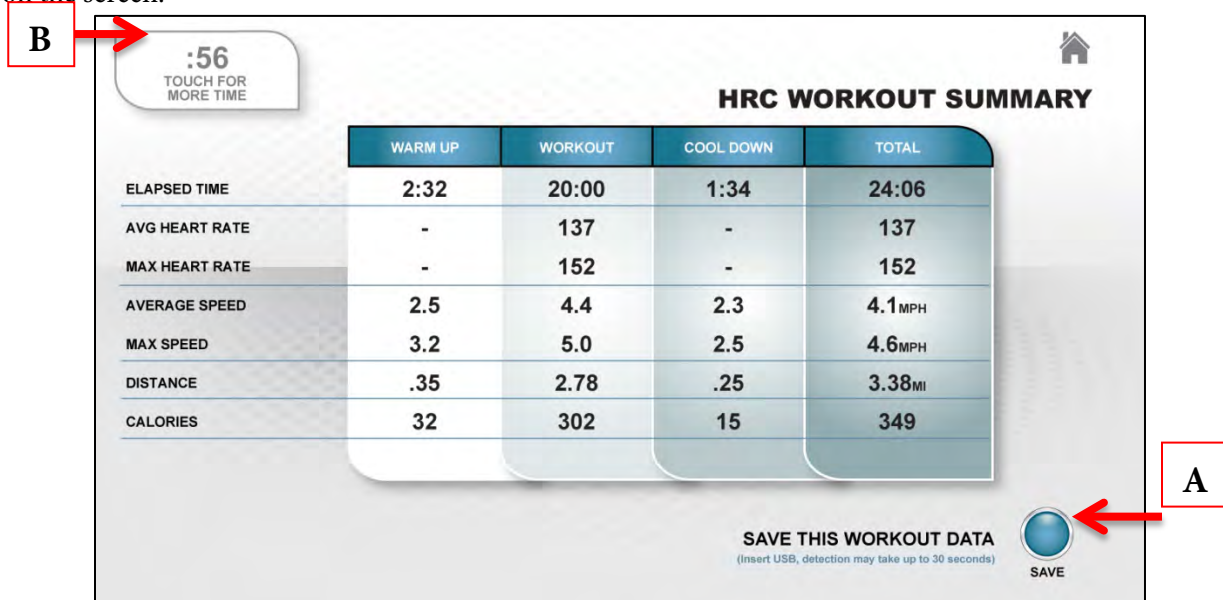 on the screen.
B
:56
TOUCH FOR
MORE TIME
HRC WORKOUT SUMMARY
WARM UP WORKOUT COOL DOWN TOTAL
ELAPSED TIME 2:32 20:00 1:34 24:06
AVG HEART RATE - 137 - 137
MAX HEART RATE - 152 - 152
AVERAGE SPEED 2.5 4.4 2.3 4.1MPH
MAX SPEED 3.2 5.0 2.5 4.6MPH
DISTANCE .35 2.78 .25 3.38MI
CALORIES 32 302 15 349
A
SAVE THIS WORKOUT DATA
(Insert USB, detection may take up to 30 seconds)
SAVE